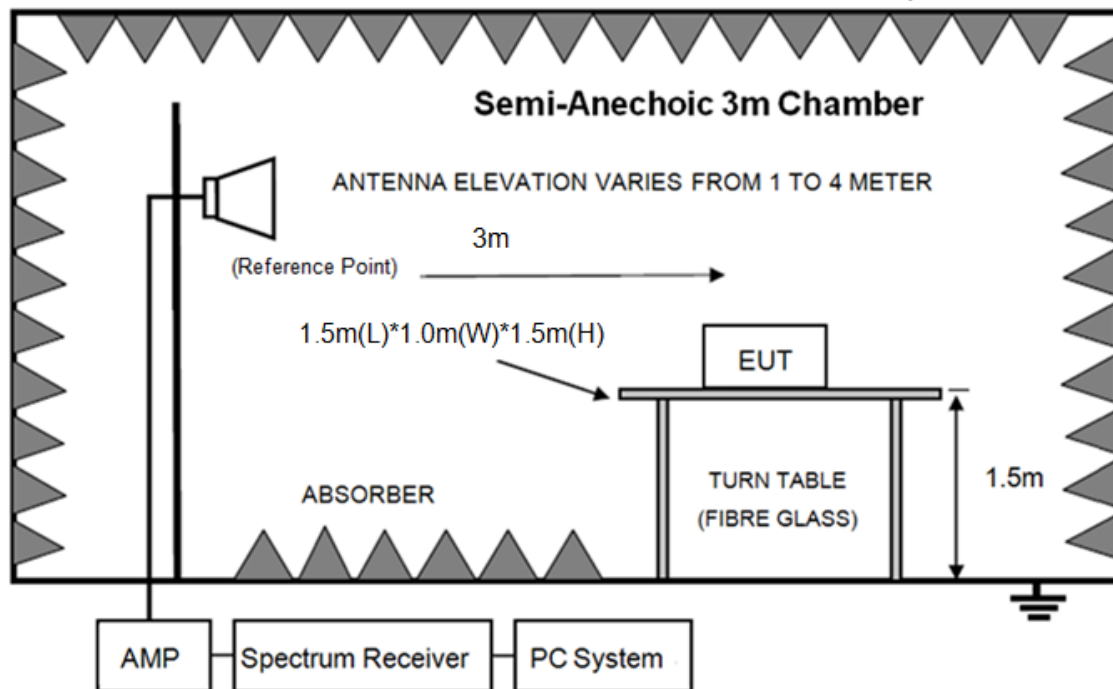 Semi-Anechoic 3m Chamber
ANTENNA ELEVATION VARIES FROM 1 TO 4 METER
3m
(Reference Point)
1.5m(L)*1.0m(W)*1.5m(H)
EUT
TURN TABLE
(FIBRE GLASS)
1.5m
ABSORBER
AMP
Spectrum Receiver
PC System